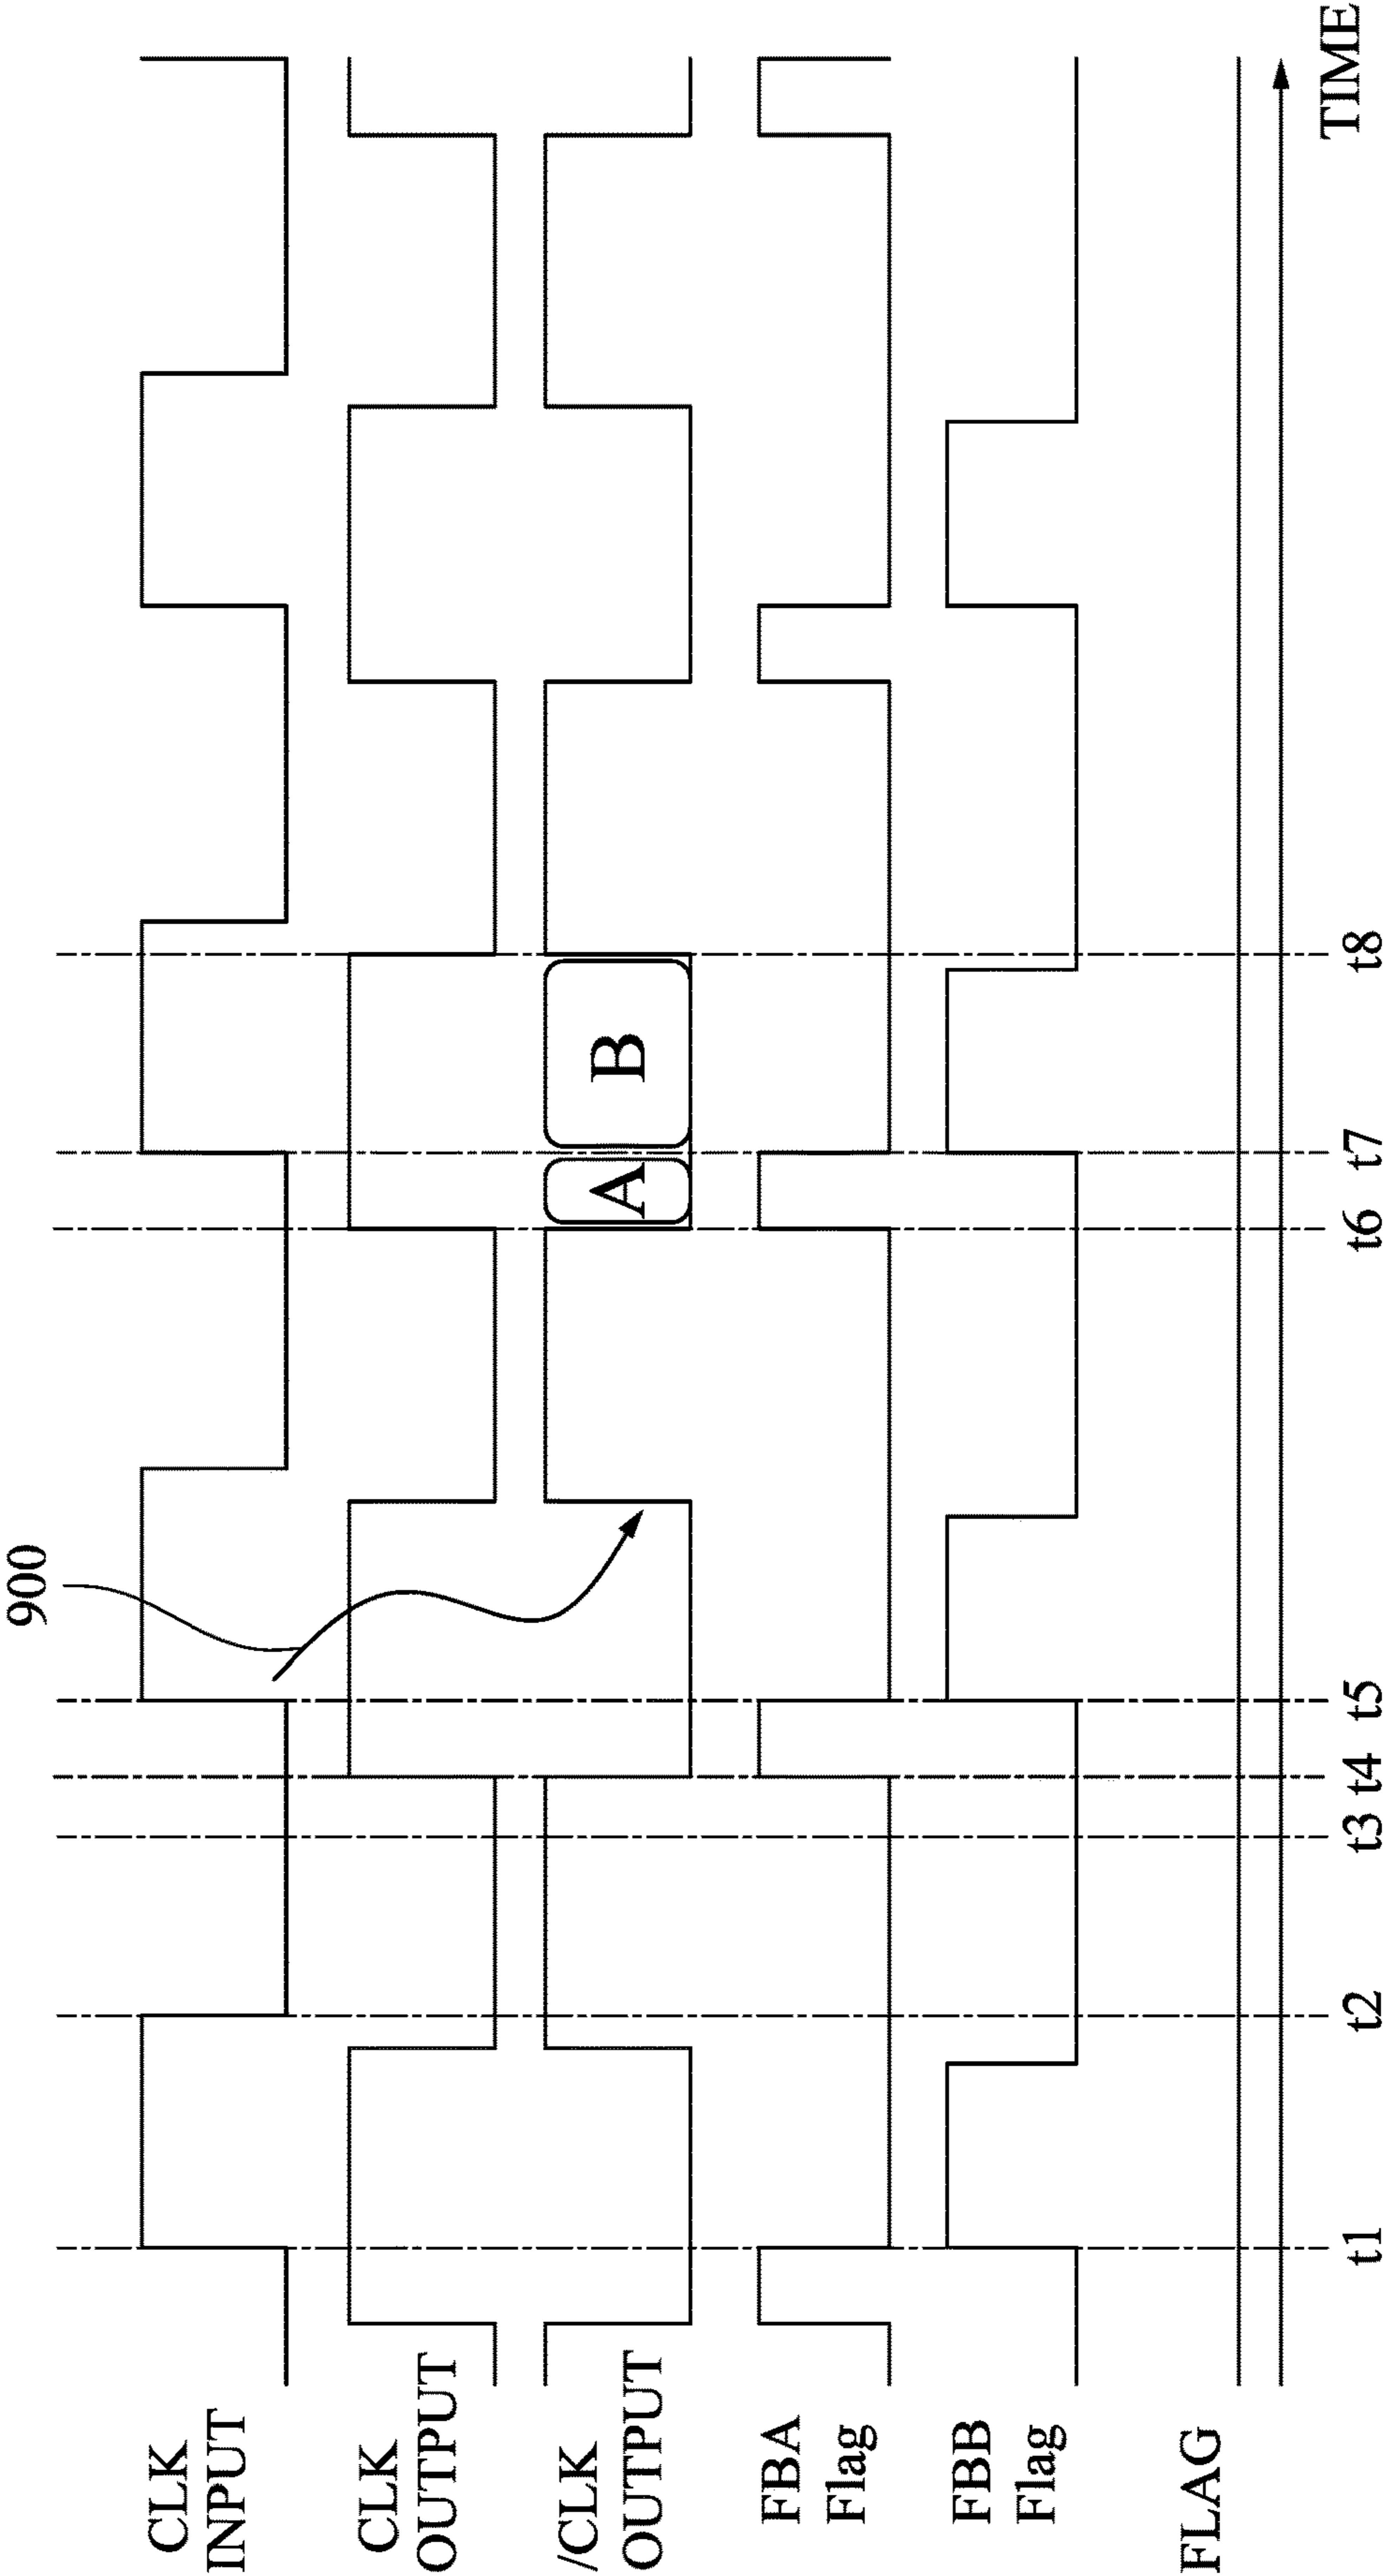 900
CLK
INPUT
CLK
OUTPUT
/CLK
OUTPUT
A
B
FBA
Flag
FBB
Flag
FLAG
TIME
t1
t2
t3
t4
t5
t6
t7
t8